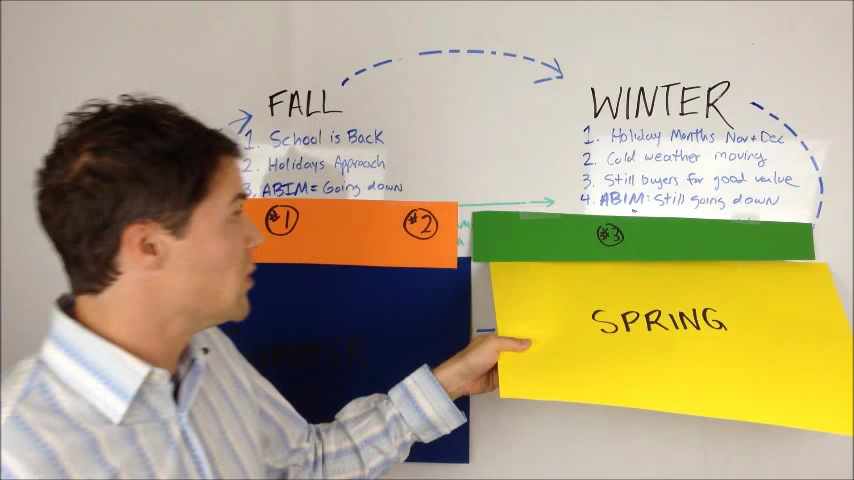 FALL
1. School is Back
2. Holidays Approach
3. ABIM = Going down
#1 #2
WINTER
1. Holiday Months Nov + Dec
2. Cold weather moving
3. Still buyers for good value
4. ABIM: Still going down
#3
SPRING